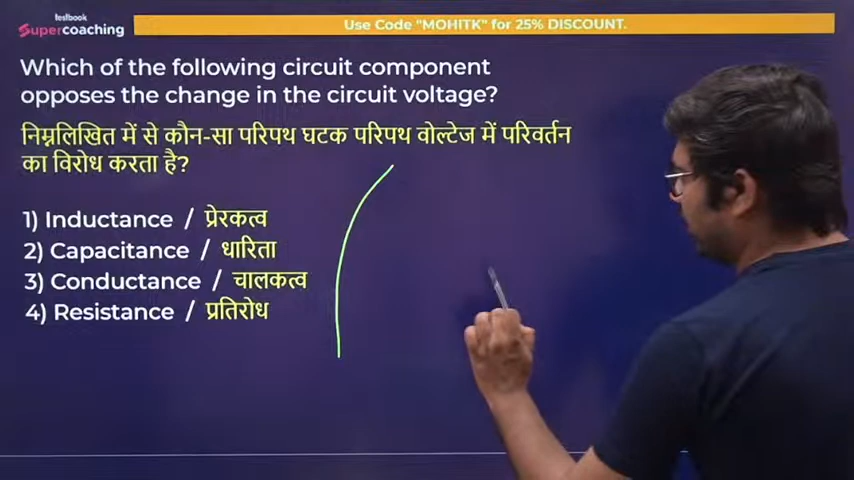 testbook
Supercoaching
Use Code "MOHITK" for 25% DISCOUNT.
Which of the following circuit component
opposes the change in the circuit voltage?
निम्नलिखित में से कौन-सा परिपथ घटक परिपथ वोल्टेज में परिवर्तन
का विरोध करता है?
1) Inductance / प्रेरकत्व
2) Capacitance / धारिता
3) Conductance / चालकत्व
4) Resistance / प्रतिरोध